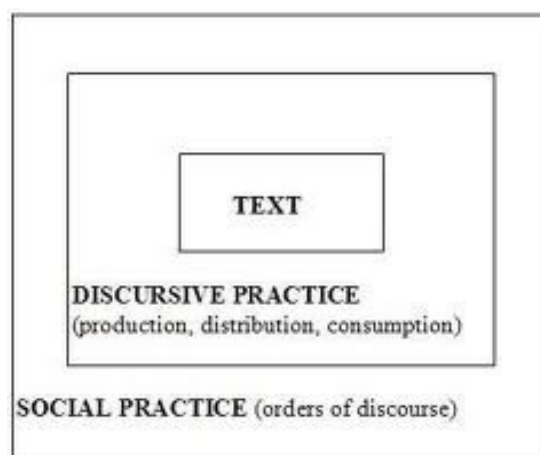 TEXT
DISCURSIVE PRACTICE
(production, distribution, consumption)
SOCIAL PRACTICE (orders of discourse)